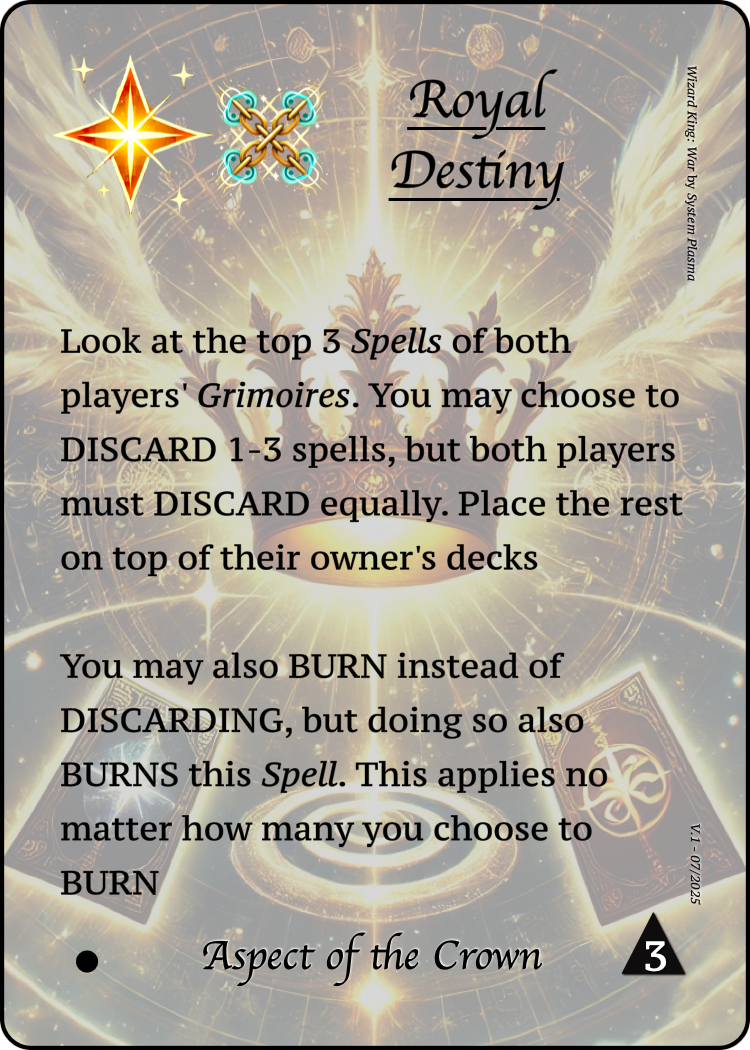 Royal
Destiny
Wizard King: War by System Plasma
Look at the top 3 Spells of both
players' Grimoires. You may choose to
DISCARD 1-3 spells, but both players
must DISCARD equally. Place the rest
on top of their owner's decks
You may also BURN instead of
DISCARDING, but doing so also
BURNS this Spell. This applies no
matter how many you choose to
BURN
V.1 - 07/2025
Aspect of the Crown
3